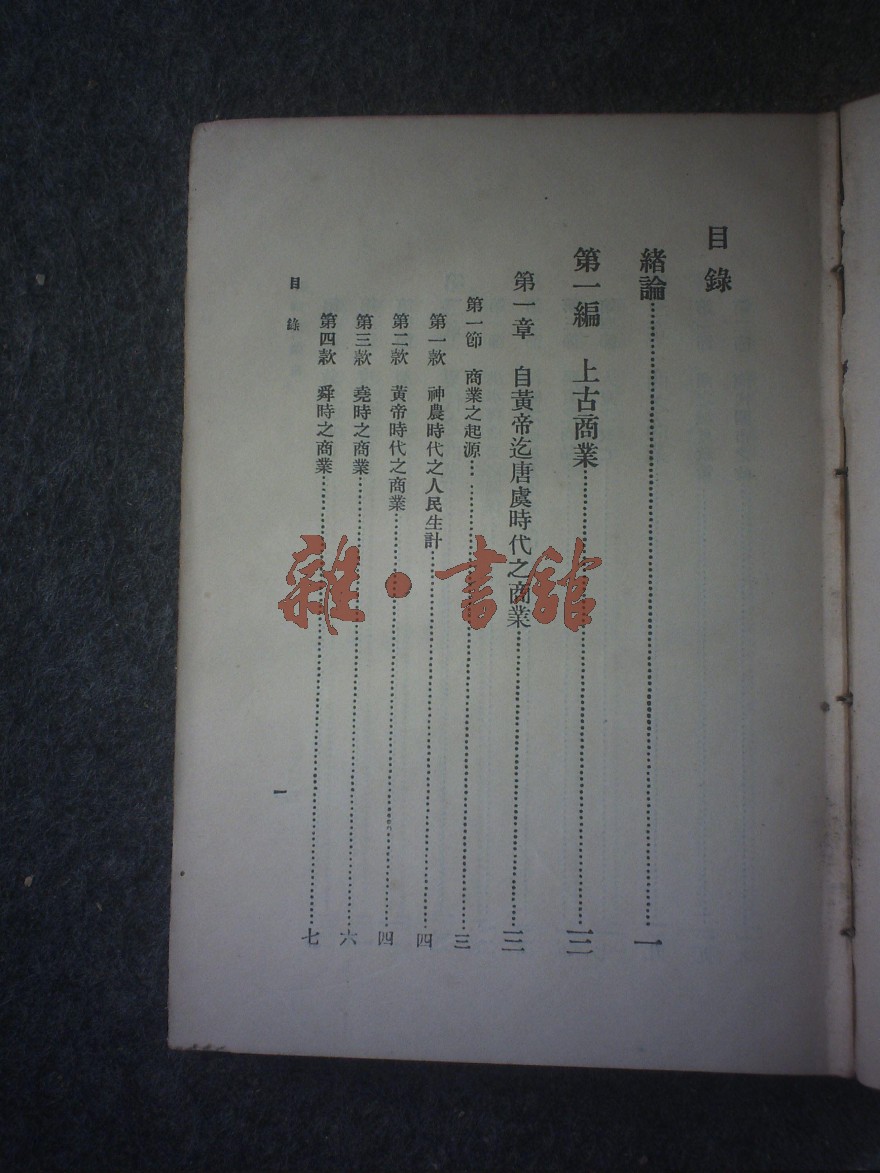 目錄
緒論…………一
第一編　上古商業…………三
第一章　自黃帝迄唐虞時代之商業…………三
第一節　商業之起源…………三
第一款　神農時代之人民生計…………四
第二款　黃帝時代之商業…………四
第三款　堯時之商業…………六
第四款　舜時之商業…………七
目錄
一
雜·書館